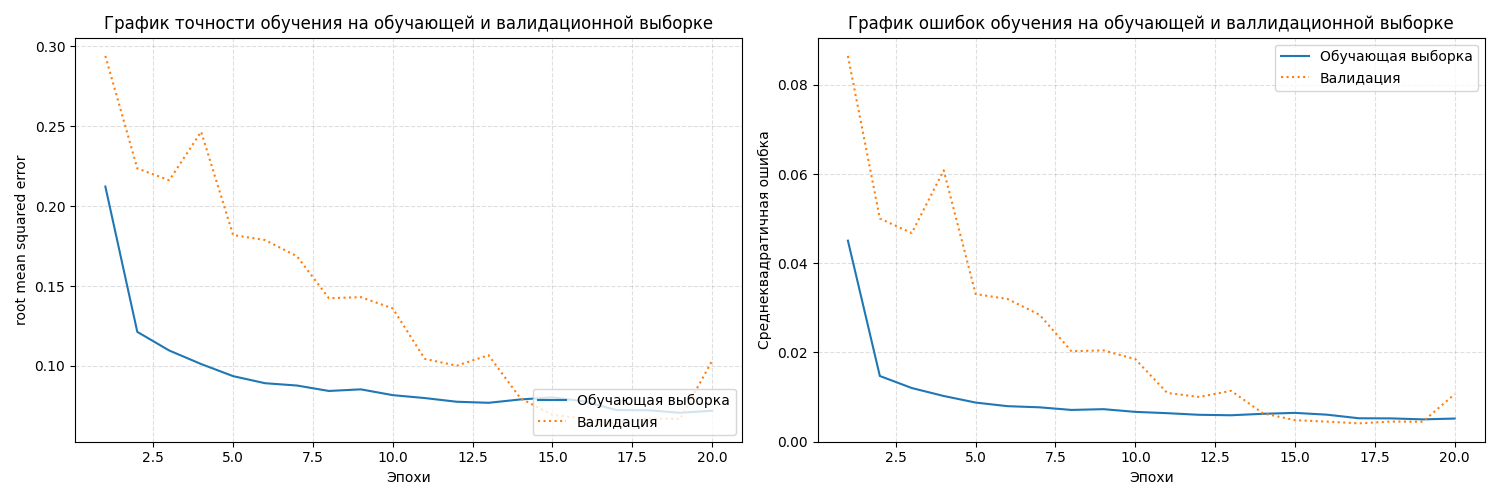 График точности обучения на обучающей и валидационной выборке
root mean squared error
0.30
0.25
0.20
0.15
0.10
2.5 5.0 7.5 10.0 12.5 15.0 17.5 20.0
Эпохи
Обучающая выборка
Валидация
График ошибок обучения на обучающей и валлидационной выборке
Среднеквадратичная ошибка
0.08
0.06
0.04
0.02
0.00
2.5 5.0 7.5 10.0 12.5 15.0 17.5 20.0
Эпохи
Обучающая выборка
Валидация